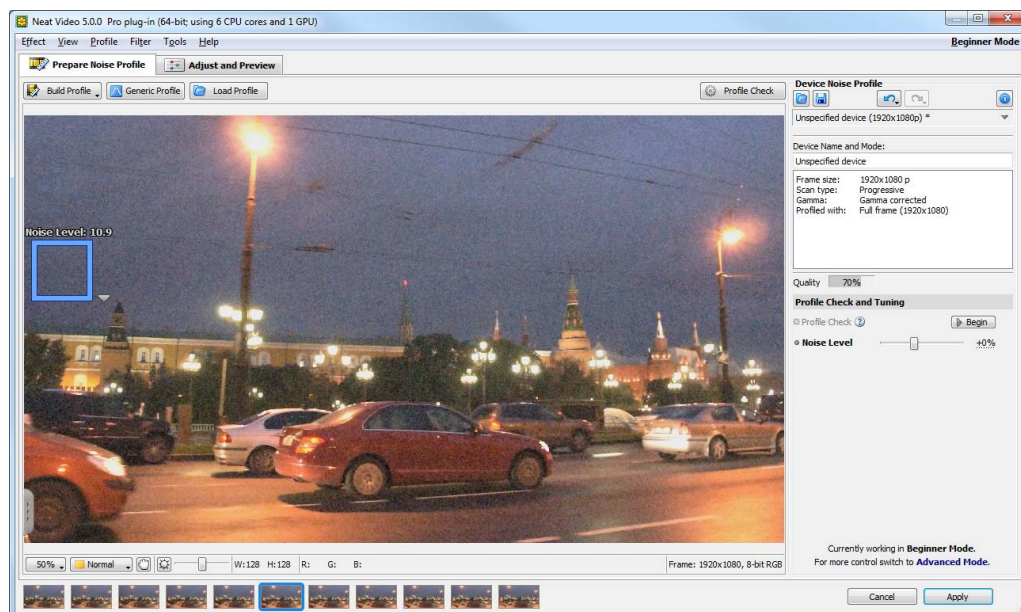 Neat Video 5.0.0 Pro plug-in (64-bit; using 6 CPU cores and 1 GPU)
Effect View Profile Filter Tools Help Beginner Mode
Prepare Noise Profile Adjust and Preview
Build Profile Generic Profile Load Profile Profile Check
Device Noise Profile
Unspecified device (1920x1080p) *
Device Name and Mode:
Unspecified device
Frame size: 1920x1080 p
Scan type: Progressive
Gamma: Gamma corrected
Profiled with: Full frame (1920x1080)
Noise Level: 10.9
Quality 70%
Profile Check and Tuning
Profile Check ? Begin
Noise Level +0%
Currently working in Beginner Mode.
For more control switch to Advanced Mode.
50% Normal W:128 H:128 R: G: B: Frame: 1920x1080, 8-bit RGB
Cancel Apply